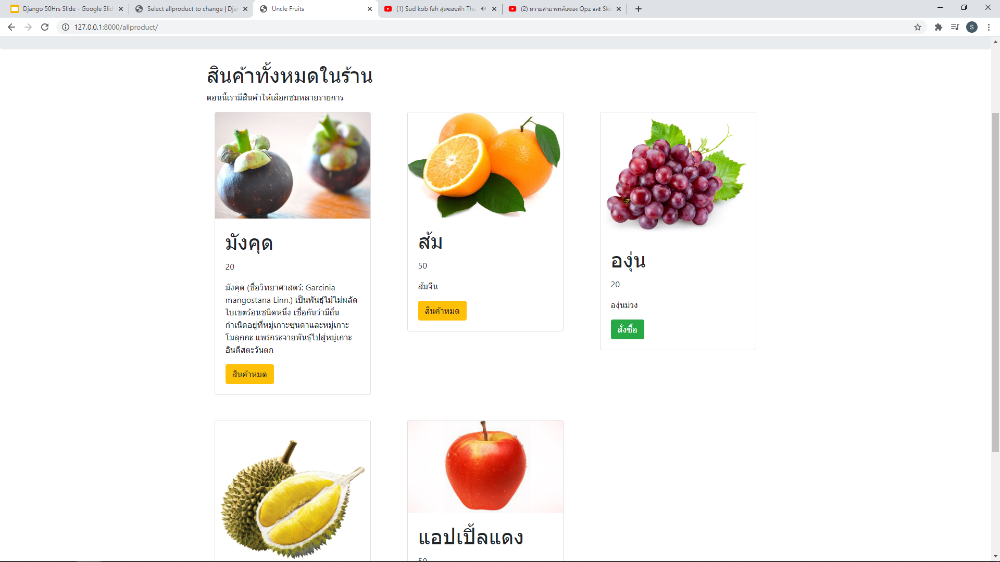 Django 50Hrs Slide - Google Slid
Select allproduct to change | Dja
Uncle Fruits
(1) Sud kob fah สุดขอบฟ้า Tha
(2) ความสามารถลับของ Opz และ Ski
127.0.0.1:8000/allproduct/
S
สินค้าทั้งหมดในร้าน
ตอนนี้เรามีสินค้าให้เลือกชมหลายรายการ
มังคุด
20
มังคุด (ชื่อวิทยาศาสตร์: Garcinia
mangostana Linn.) เป็นพันธุ์ไม้ไม่ผลัด
ใบเขตร้อนชนิดหนึ่ง เชื่อกันว่ามีถิ่น
กำเนิดอยู่ที่หมู่เกาะซุนดาและหมู่เกาะ
โมลุกกะ แพร่กระจายพันธุ์ไปสู่หมู่เกาะ
อินดีสตะวันตก
สินค้าหมด
ส้ม
50
ส้มจีน
สินค้าหมด
องุ่น
20
องุ่นม่วง
สั่งซื้อ
แอปเปิ้ลแดง
50